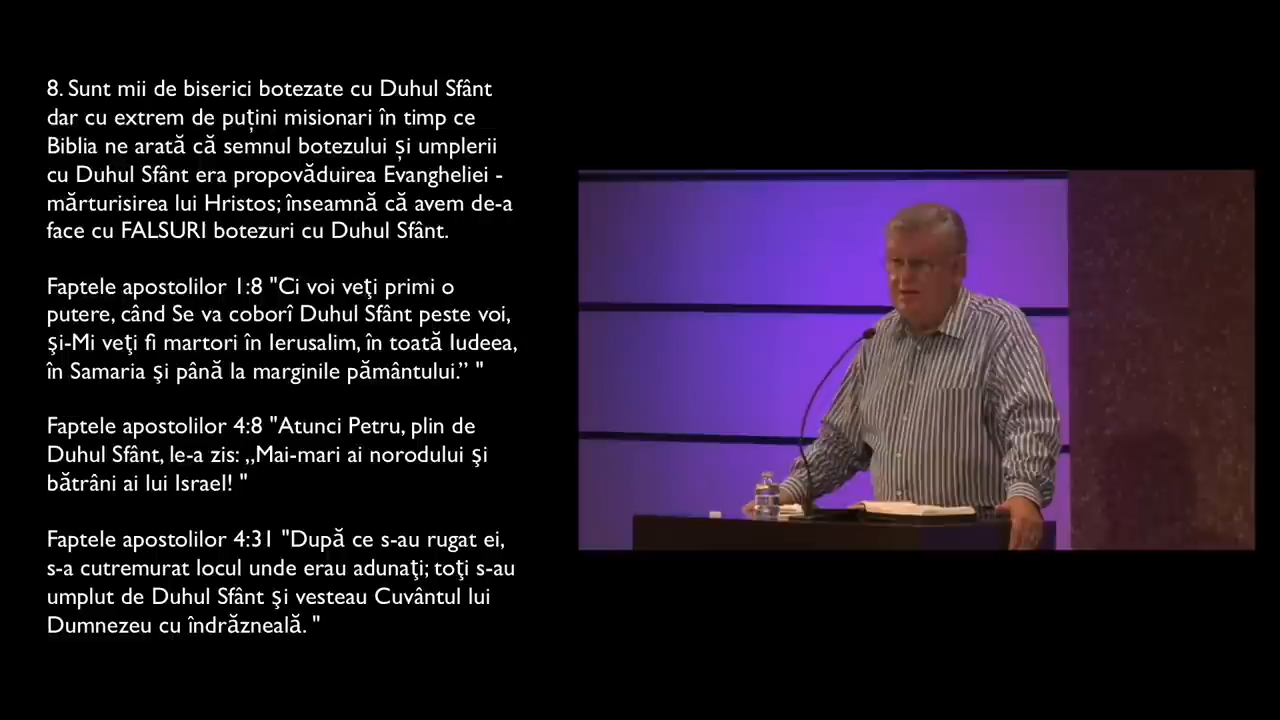 8. Sunt mii de biserici botezate cu Duhul Sfânt
dar cu extrem de puțini misionari în timp ce
Biblia ne arată că semnul botezului și umplerii
cu Duhul Sfânt era propovăduirea Evangheliei -
mărturisirea lui Hristos; înseamnă că avem de-a
face cu FALSURI botezuri cu Duhul Sfânt.
Faptele apostolilor 1:8 "Ci voi veţi primi o
putere, când Se va coborî Duhul Sfânt peste voi,
şi-Mi veţi fi martori în Ierusalim, în toată Iudeea,
în Samaria şi până la marginile pământului.” "
Faptele apostolilor 4:8 "Atunci Petru, plin de
Duhul Sfânt, le-a zis: „Mai-mari ai norodului şi
bătrâni ai lui Israel! "
Faptele apostolilor 4:31 "După ce s-au rugat ei,
s-a cutremurat locul unde erau adunaţi; toţi s-au
umplut de Duhul Sfânt şi vesteau Cuvântul lui
Dumnezeu cu îndrăzneală. "